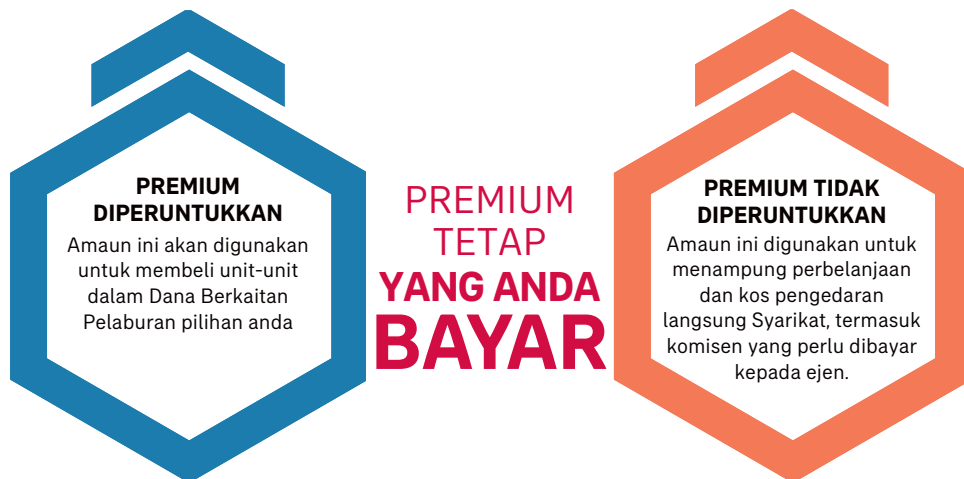 PREMIUM
DIPERUNTUKKAN
Amaun ini akan digunakan
untuk membeli unit-unit
dalam Dana Berkaitan
Pelaburan pilihan anda
PREMIUM
TETAP
YANG ANDA
BAYAR
PREMIUM TIDAK
DIPERUNTUKKAN
Amaun ini digunakan untuk
menampung perbelanjaan
dan kos pengedaran
langsung Syarikat, termasuk
komisen yang perlu dibayar
kepada ejen.